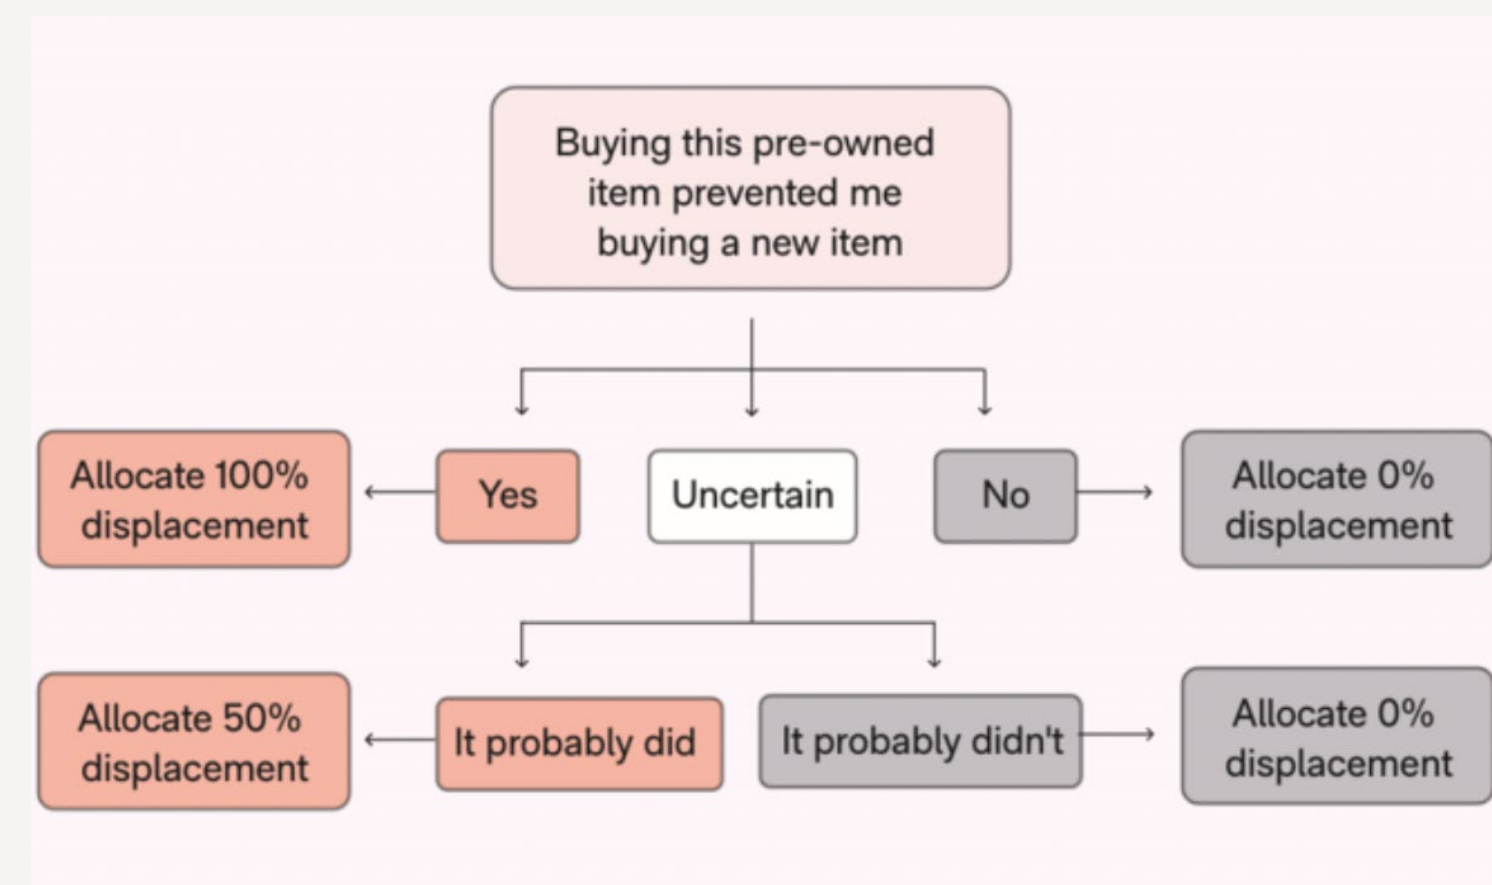 Buying this pre-owned
item prevented me
buying a new item
Allocate 100%
displacement
Yes
Uncertain
No
Allocate 0%
displacement
Allocate 50%
displacement
It probably did
It probably didn't
Allocate 0%
displacement